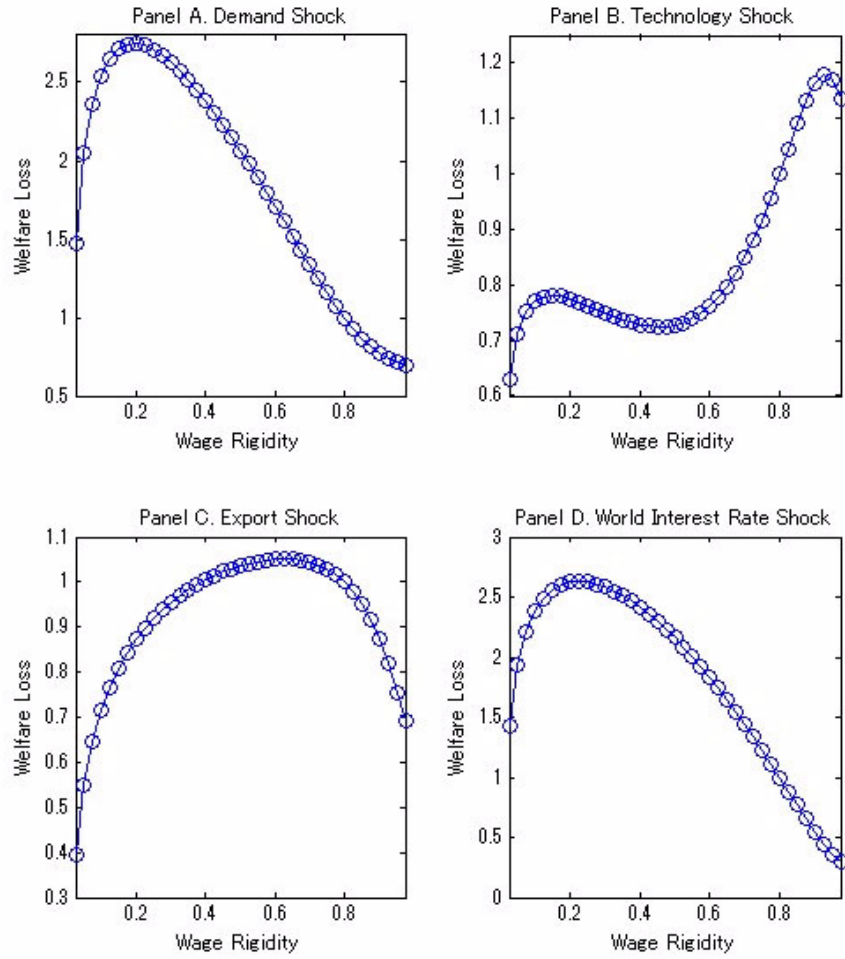 Panel A. Demand Shock
Welfare Loss
2.5
2
1.5
1
0.5
0.2 0.4 0.6 0.8
Wage Rigidity
Panel B. Technology Shock
Welfare Loss
1.2
1.1
1
0.9
0.8
0.7
0.6
0.2 0.4 0.6 0.8
Wage Rigidity
Panel C. Export Shock
Welfare Loss
1.1
1
0.9
0.8
0.7
0.6
0.5
0.4
0.3
0.2 0.4 0.6 0.8
Wage Rigidity
Panel D. World Interest Rate Shock
Welfare Loss
3
2.5
2
1.5
1
0.5
0
0.2 0.4 0.6 0.8
Wage Rigidity